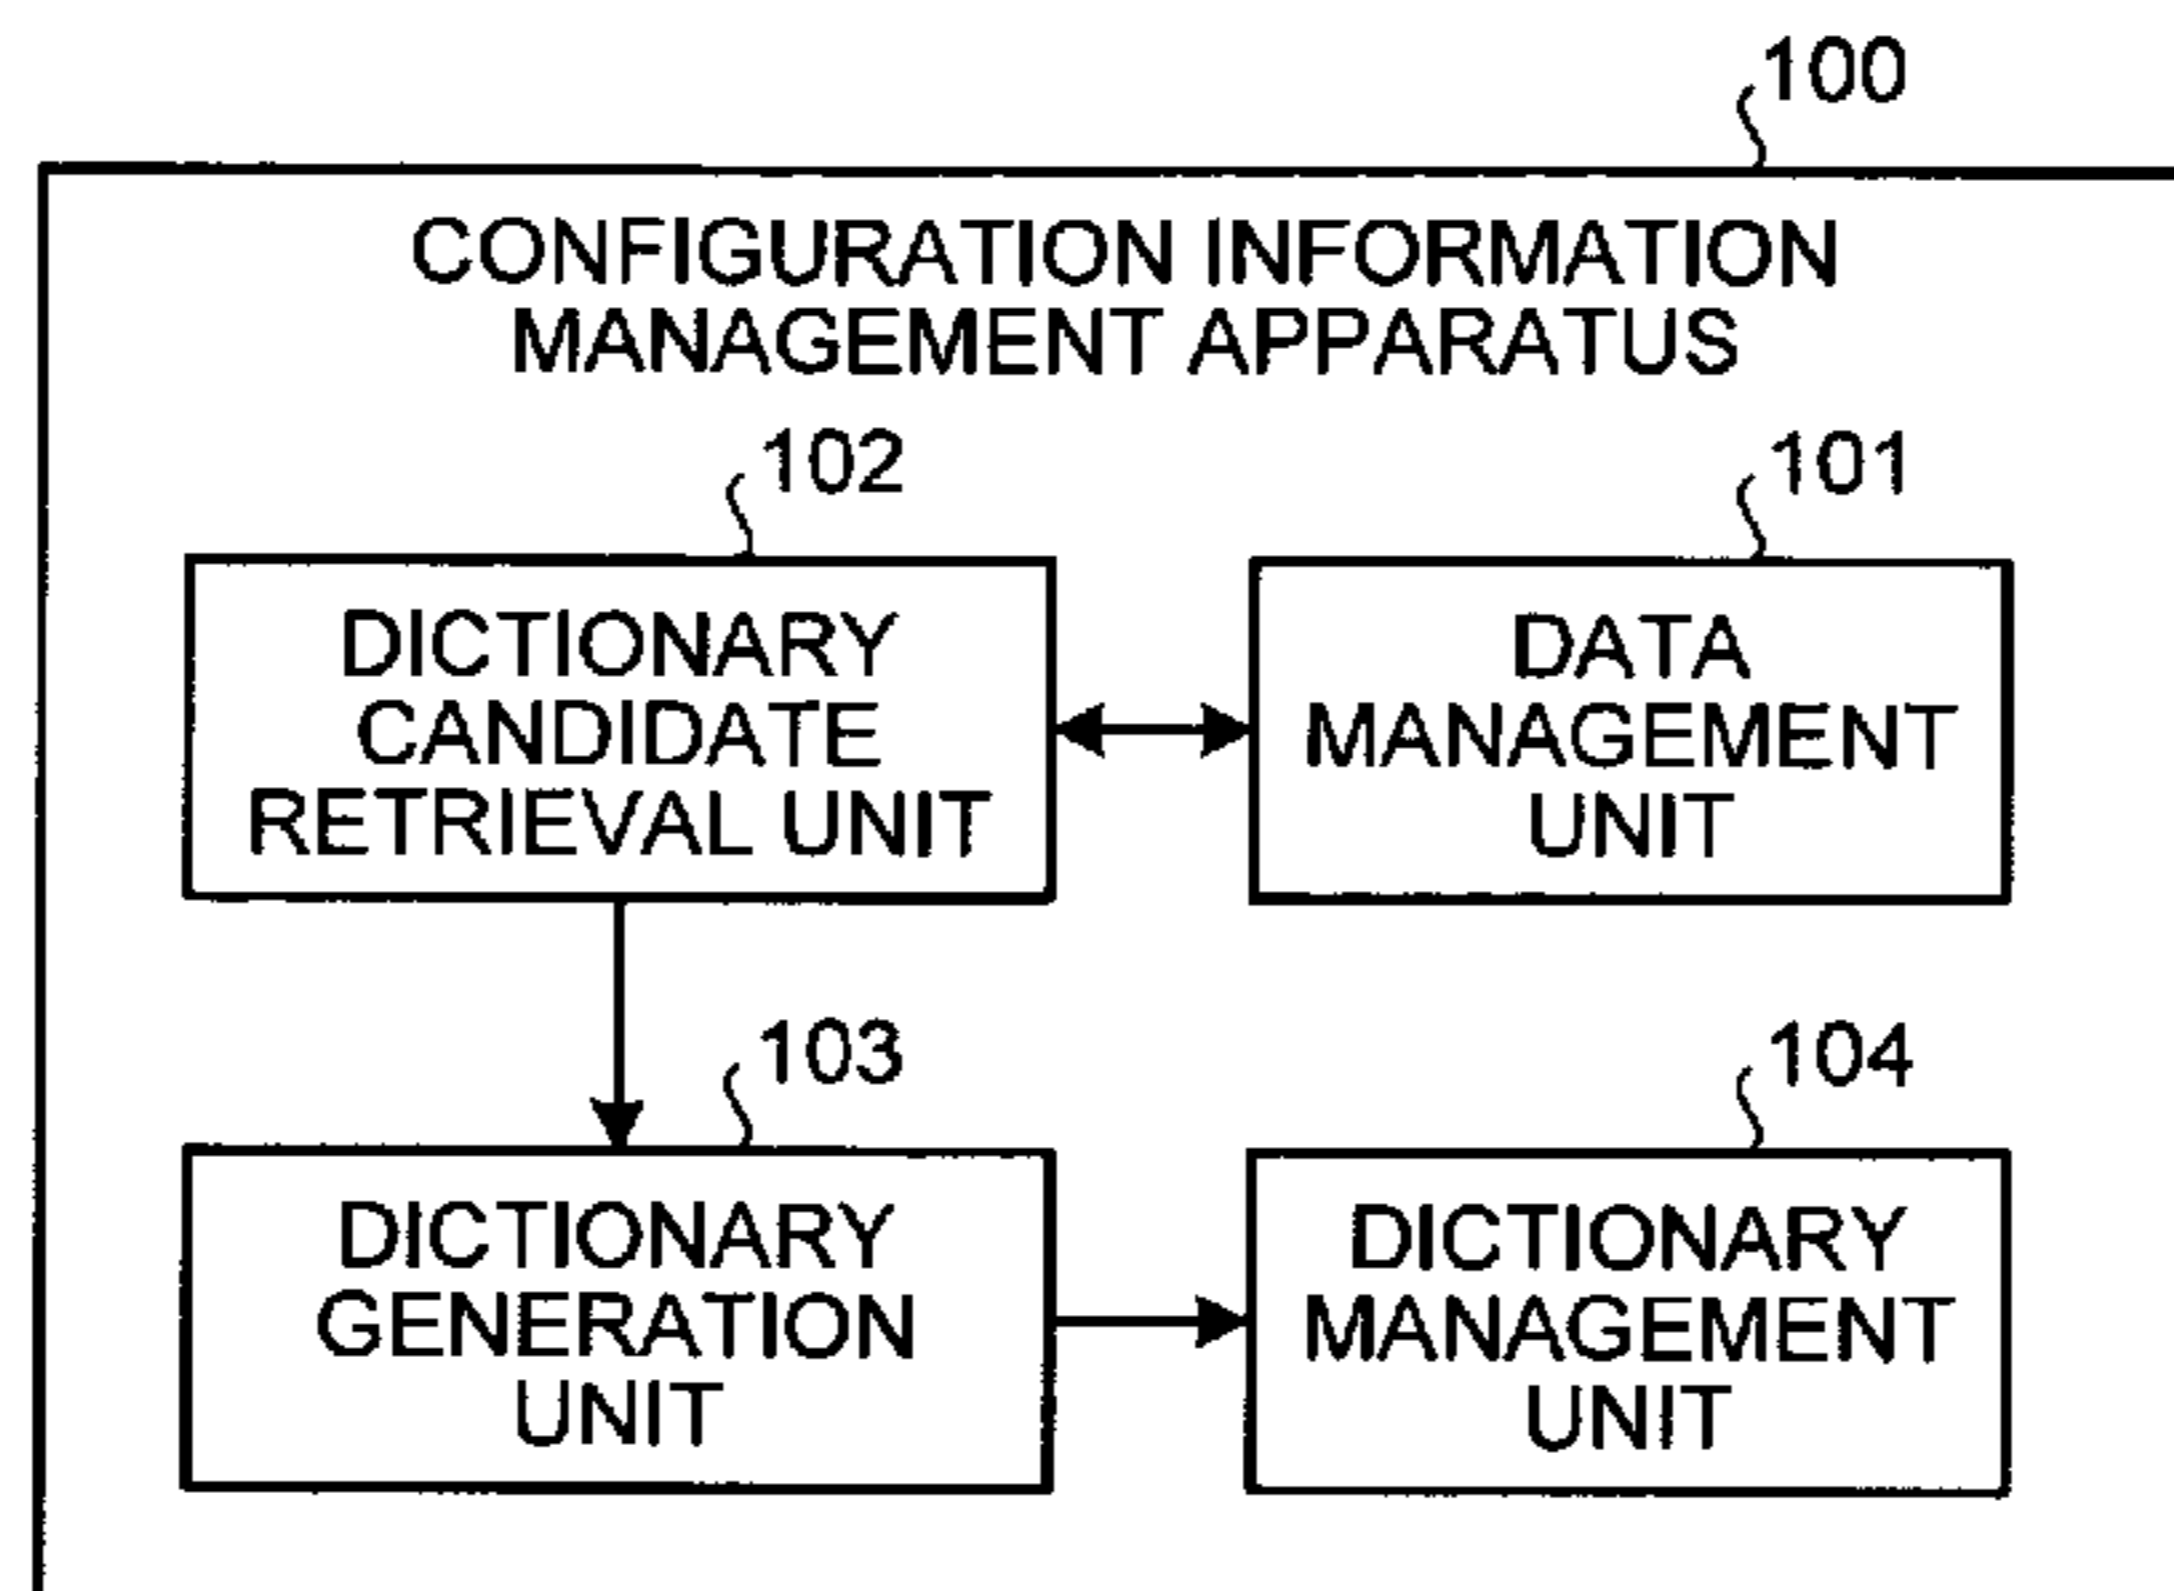 100
CONFIGURATION INFORMATION
MANAGEMENT APPARATUS
102
101
DICTIONARY
CANDIDATE
RETRIEVAL UNIT
DATA
MANAGEMENT
UNIT
103
104
DICTIONARY
GENERATION
UNIT
DICTIONARY
MANAGEMENT
UNIT